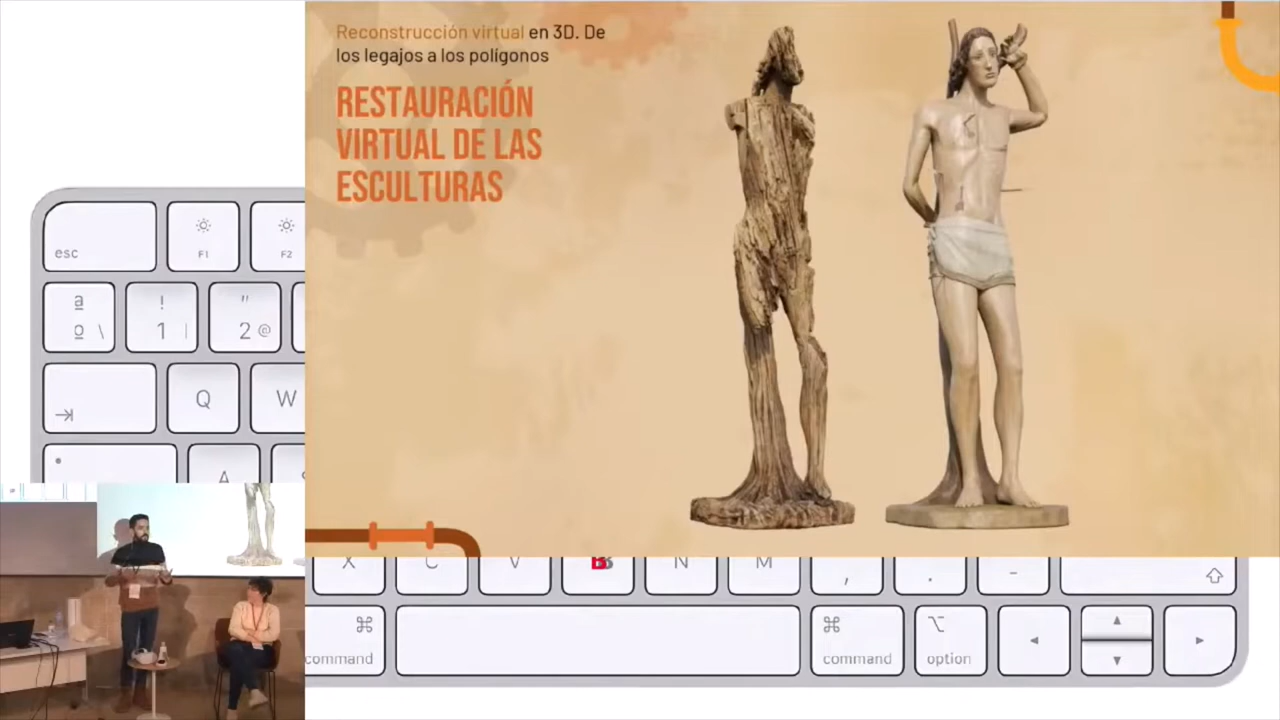 Reconstrucción virtual en 3D. De
los legajos a los polígonos
RESTAURACIÓN
VIRTUAL DE LAS
ESCULTURAS
esc
F1
F2
a
o \
!
1 |
"
2 @
Q
W
A
X
C
V
B
N
M
,
.
-
command
command
option